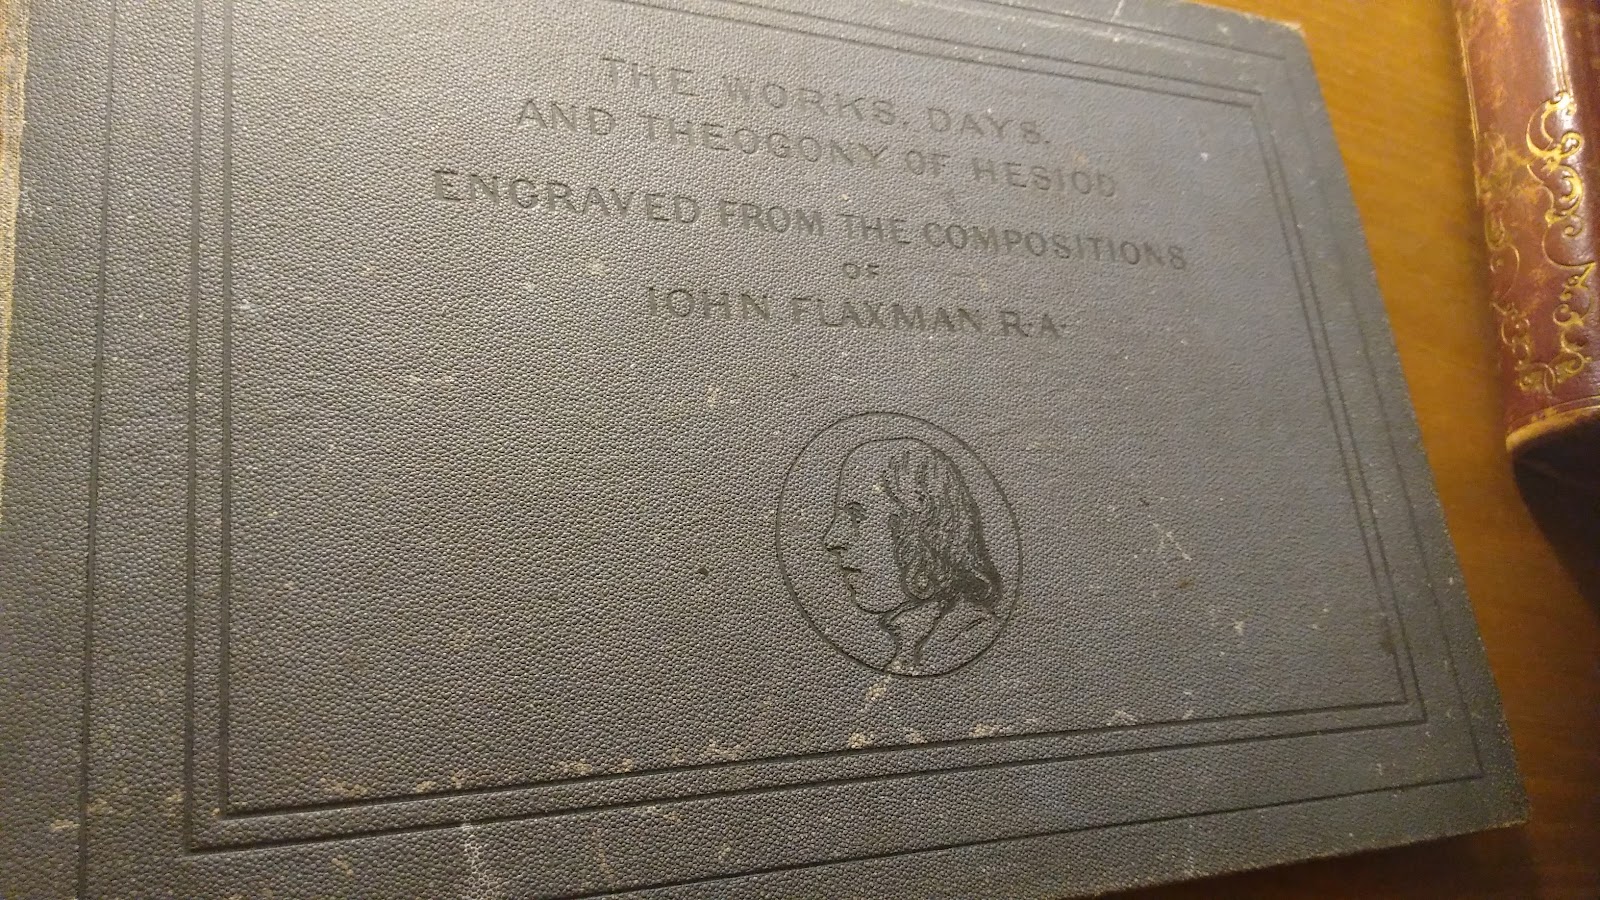 THE WORKS, DAYS,
AND THEOGONY OF HESIOD
ENGRAVED FROM THE COMPOSITIONS
OF
IOHN FLAXMAN R·A·